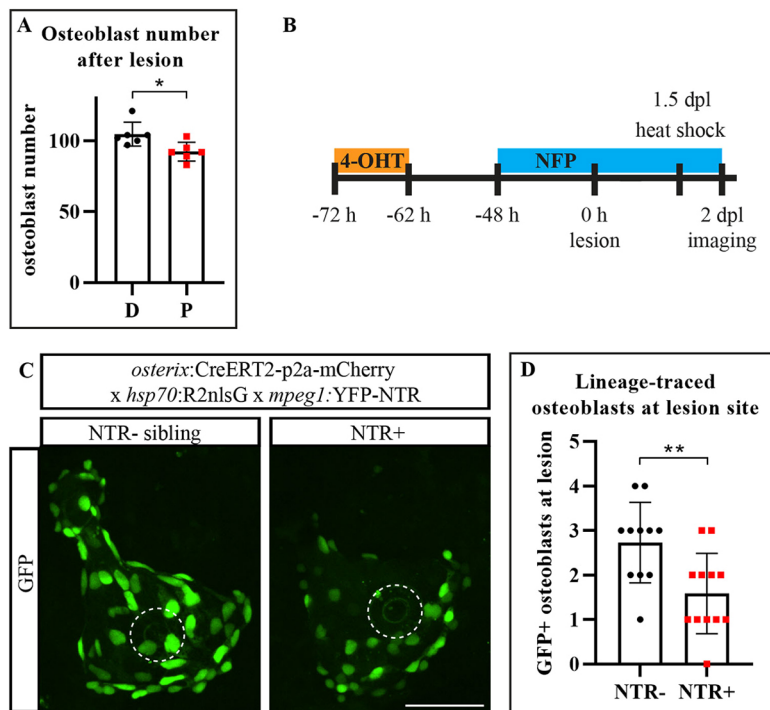 A
Osteoblast number
after lesion
*
100
50
0
osteoblast number
D
P
B
1.5 dpl
heat shock
4-OHT
NFP
-72 h
-62 h
-48 h
0 h
2 dpl
lesion
imaging
C
osterix:CreERT2-p2a-mCherry
x hsp70:R2nlsG x mpeg1:YFP-NTR
NTR- sibling
NTR+
GFP
D
Lineage-traced
osteoblasts at lesion site
**
5
4
3
2
1
0
GFP+ osteoblasts at lesion
NTR-
NTR+